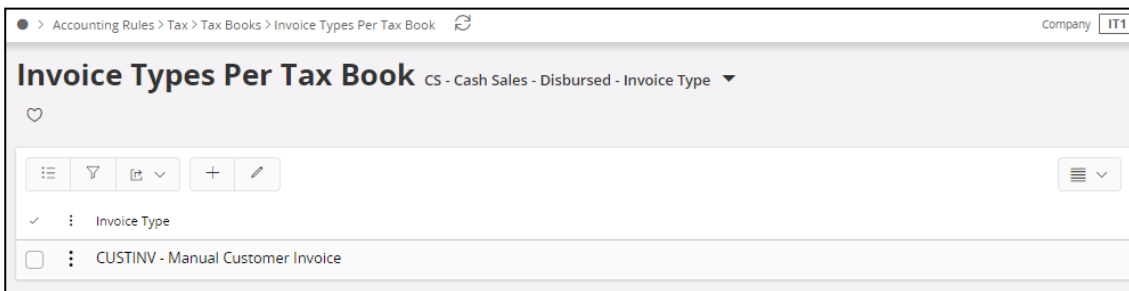 Accounting Rules > Tax > Tax Books > Invoice Types Per Tax Book Company IT1
Invoice Types Per Tax Book CS - Cash Sales - Disbursed - Invoice Type
Invoice Type
CUSTINV - Manual Customer Invoice